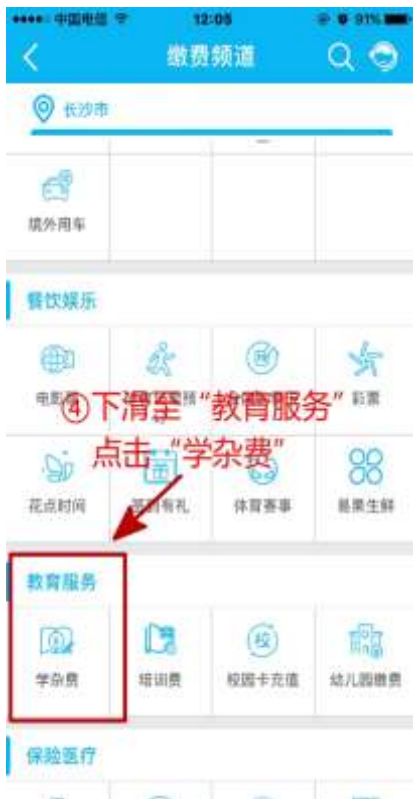 中国电信
12:05
91%
缴费频道
长沙市
境外用车
餐饮娱乐
④下清至“教育服务”
点击“学杂费”
彩票
花点时间
体育赛事
易果生鲜
教育服务
学杂费
培训费
校园卡充值
幼儿园缴费
保险医疗